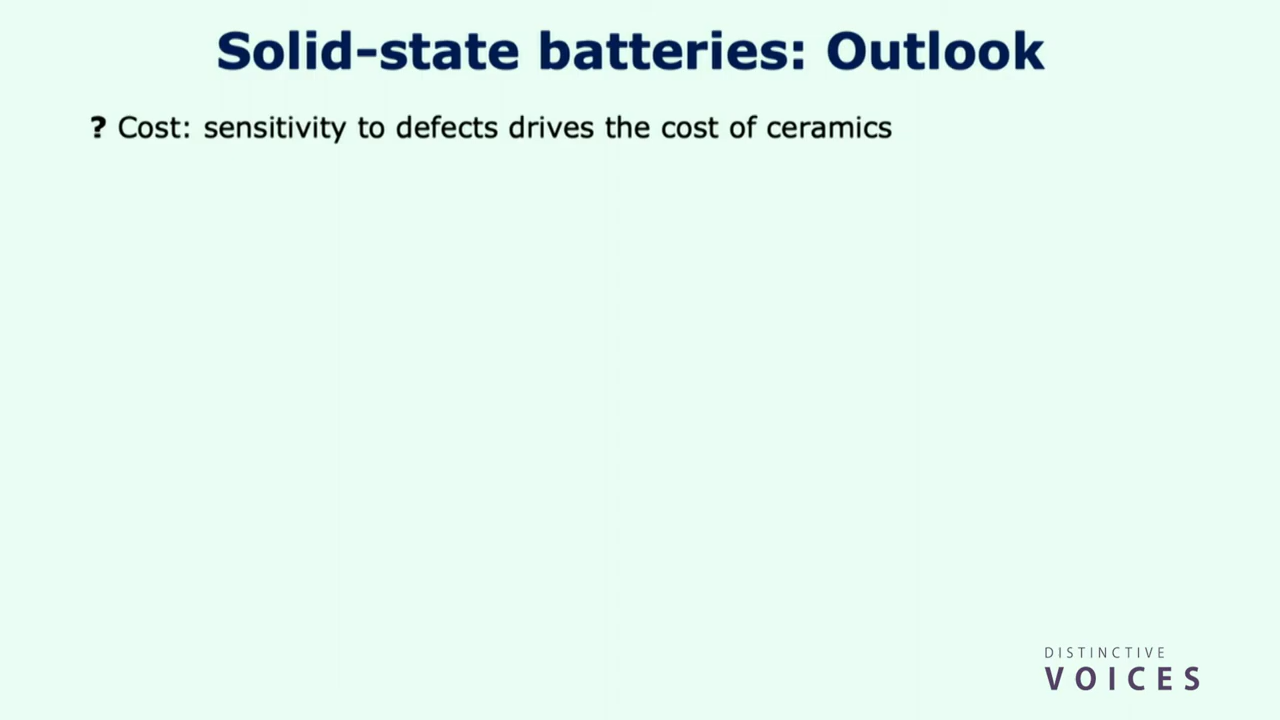 Solid-state batteries: Outlook
? Cost: sensitivity to defects drives the cost of ceramics
DISTINCTIVE
VOICES